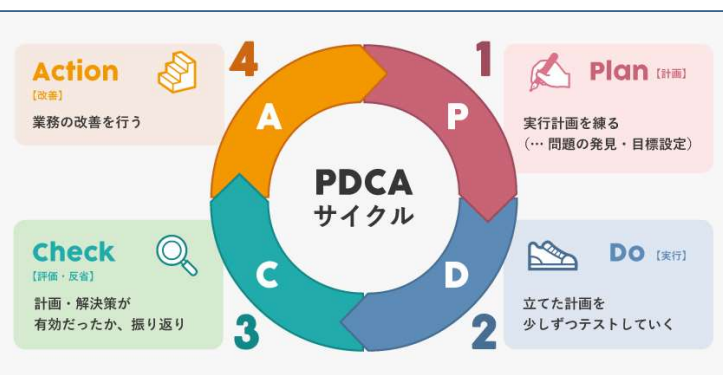 1
Plan【計画】
実行計画を練る
(… 問題の発見・目標設定)
P
2
Do【実行】
立てた計画を
少しずつテストしていく
D
3
Check
【評価・反省】
計画・解決策が
有効だったか、振り返り
C
4
Action
【改善】
業務の改善を行う
A
PDCA
サイクル